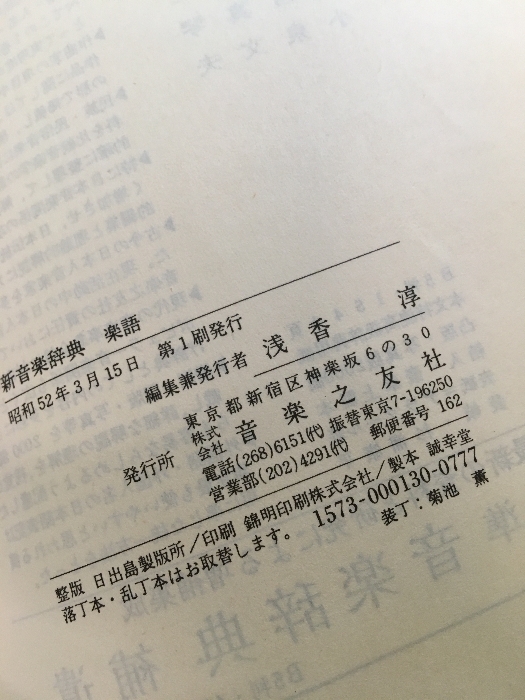 新音楽辞典 楽語
昭和52年3月15日 第1刷発行
編集兼発行者 浅香 淳
東京都新宿区神楽坂6の30
発行所 株式会社 音楽之友社
電話(268)6151(代) 振替東京7-196250
営業部(202)4291(代) 郵便番号 162
整版 日出島製版所/印刷 錦明印刷株式会社/製本 誠幸堂
落丁本・乱丁本はお取替します。 1573-000130-0777
装丁:菊池 薫